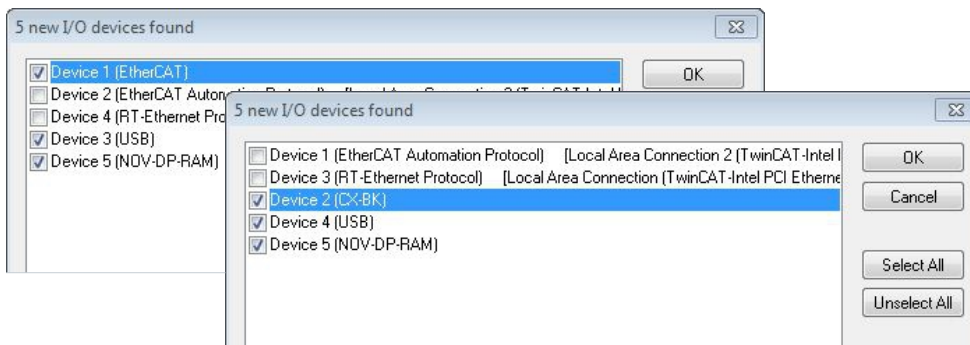 5 new I/O devices found
Device 1 (EtherCAT)
OK
Device 2 (EtherCAT
Device 4 (RT-Ethernet
Device 3 (USB)
Device 5 (NOV-DP-RAM)
5 new I/O devices found
Device 1 (EtherCAT Automation Protocol) [Local Area Connection 2 (TwinCAT-Intel
OK
Device 3 (RT-Ethernet Protocol) [Local Area Connection (TwinCAT-Intel PCI Etherne
Device 2 (CX-BK)
Cancel
Device 4 (USB)
Device 5 (NOV-DP-RAM)
Select All
Unselect All